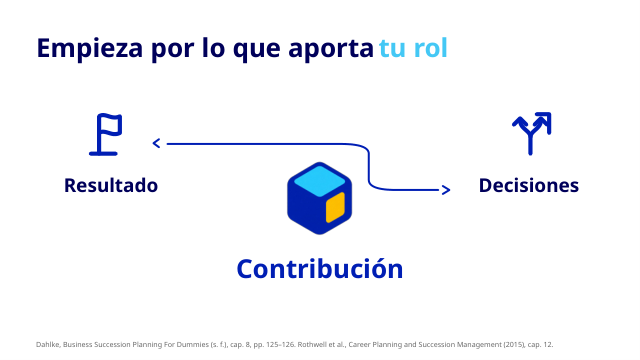 Empieza por lo que aporta tu rol
Resultado
Decisiones
Contribución
Dahlke, Business Succession Planning For Dummies (s. f.), cap. 8, pp. 125–126. Rothwell et al., Career Planning and Succession Management (2015), cap. 12.